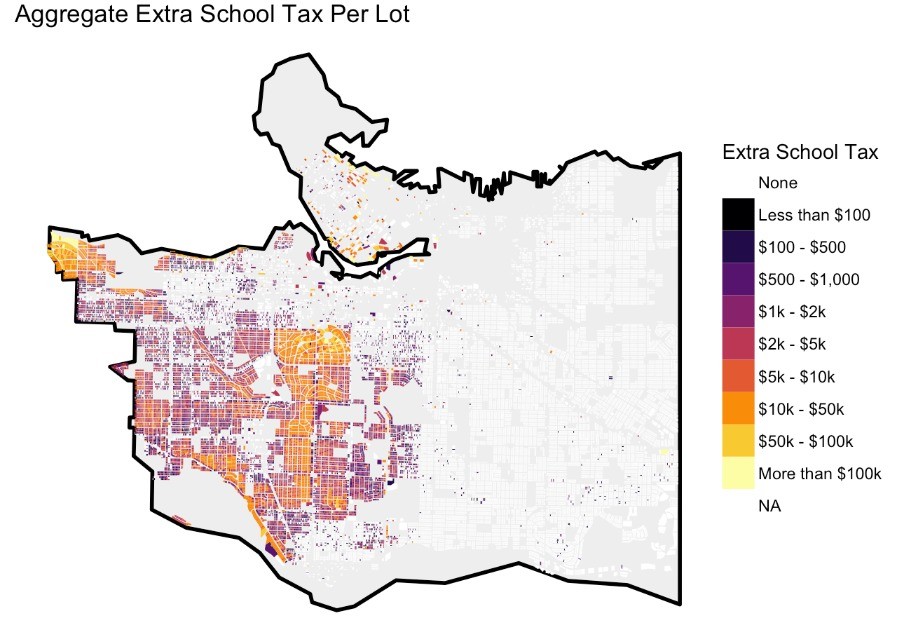 Aggregate Extra School Tax Per Lot
Extra School Tax
None
Less than $100
$100 - $500
$500 - $1,000
$1k - $2k
$2k - $5k
$5k - $10k
$10k - $50k
$50k - $100k
More than $100k
NA